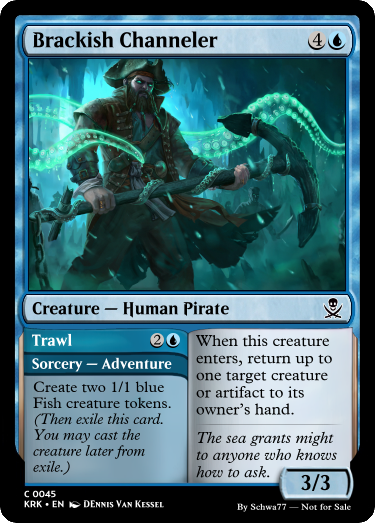 Brackish Channeler 4
Creature — Human Pirate
Trawl 2
Sorcery — Adventure
Create two 1/1 blue
Fish creature tokens.
(Then exile this card.
You may cast the
creature later from
exile.)
When this creature
enters, return up to
one target creature
or artifact to its
owner's hand.
The sea grants might
to anyone who knows
how to ask.
3/3
C 0045
KRK • EN DENNIS VAN KESSEL
By Schwa77 — Not for Sale